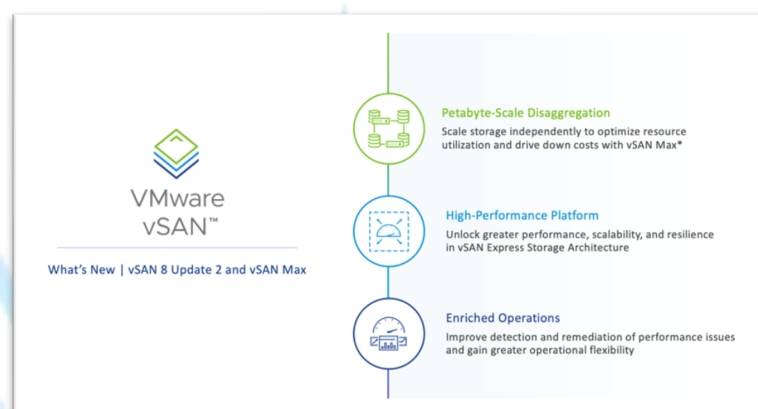 VMware
vSAN™
What's New | vSAN 8 Update 2 and vSAN Max
Petabyte-Scale Disaggregation
Scale storage independently to optimize resource
utilization and drive down costs with vSAN Max*
High-Performance Platform
Unlock greater performance, scalability, and resilience
in vSAN Express Storage Architecture
Enriched Operations
Improve detection and remediation of performance issues
and gain greater operational flexibility